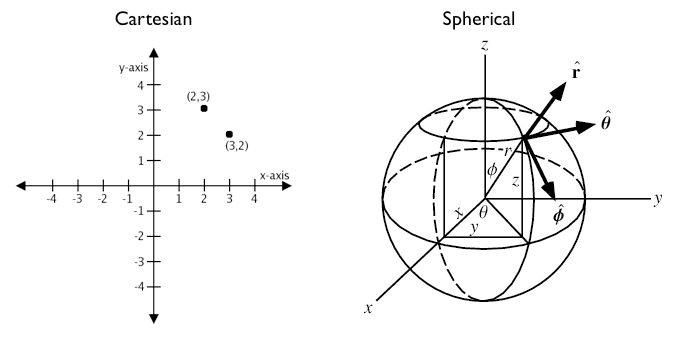 Cartesian
y-axis
4
3
2
1
-1
-2
-3
-4
(2,3)
(3,2)
x-axis
-4 -3 -2 -1 1 2 3 4
Spherical
z
r̂
θ̂
r
ϕ
z
x
θ
y
ϕ̂
y
x